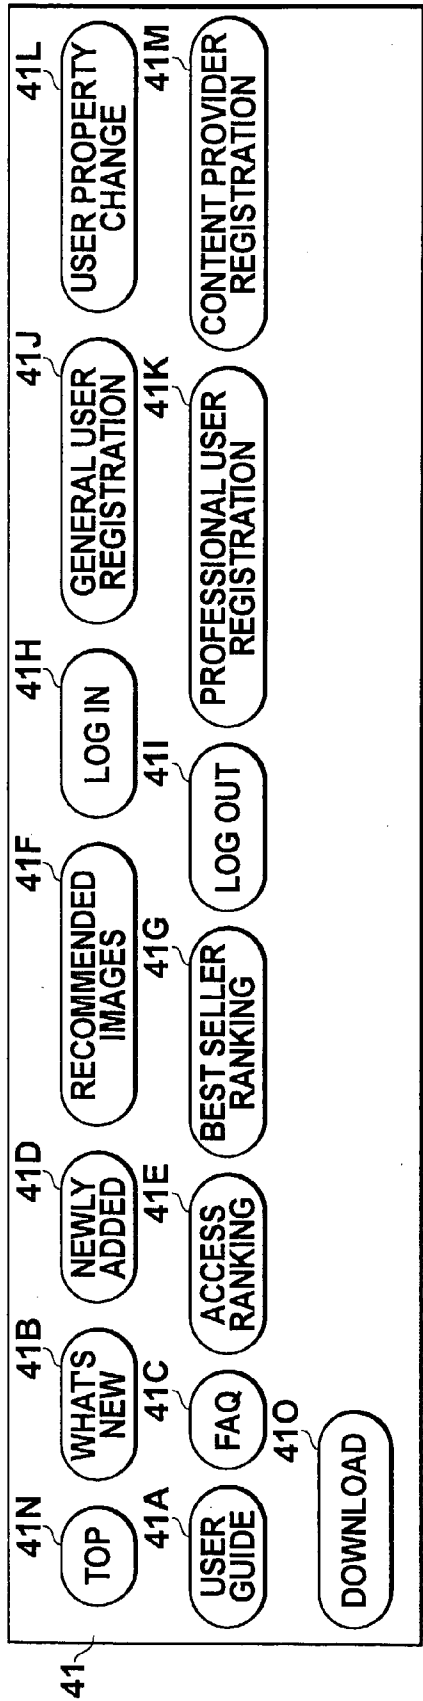 41
41N
TOP
41B
WHAT'S
NEW
41D
NEWLY
ADDED
41F
RECOMMENDED
IMAGES
41H
LOG IN
41J
GENERAL USER
REGISTRATION
41L
USER PROPERTY
CHANGE
41A
USER
GUIDE
41C
FAQ
41E
ACCESS
RANKING
41G
BEST SELLER
RANKING
41I
LOG OUT
41K
PROFESSIONAL USER
REGISTRATION
41M
CONTENT PROVIDER
REGISTRATION
41O
DOWNLOAD